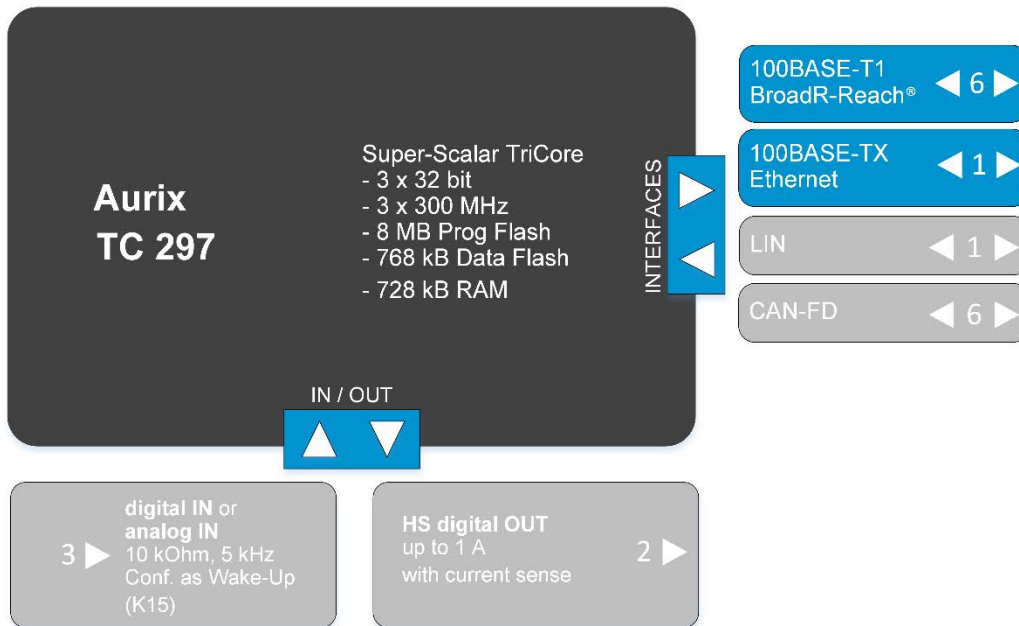 Aurix
TC 297
Super-Scalar TriCore
- 3 x 32 bit
- 3 x 300 MHz
- 8 MB Prog Flash
- 768 kB Data Flash
- 728 kB RAM
INTERFACES
100BASE-T1
BroadR-Reach®
6
100BASE-TX
Ethernet
1
LIN
1
CAN-FD
6
IN / OUT
3
digital IN or
analog IN
10 kOhm, 5 kHz
Conf. as Wake-Up
(K15)
HS digital OUT
up to 1 A
with current sense
2